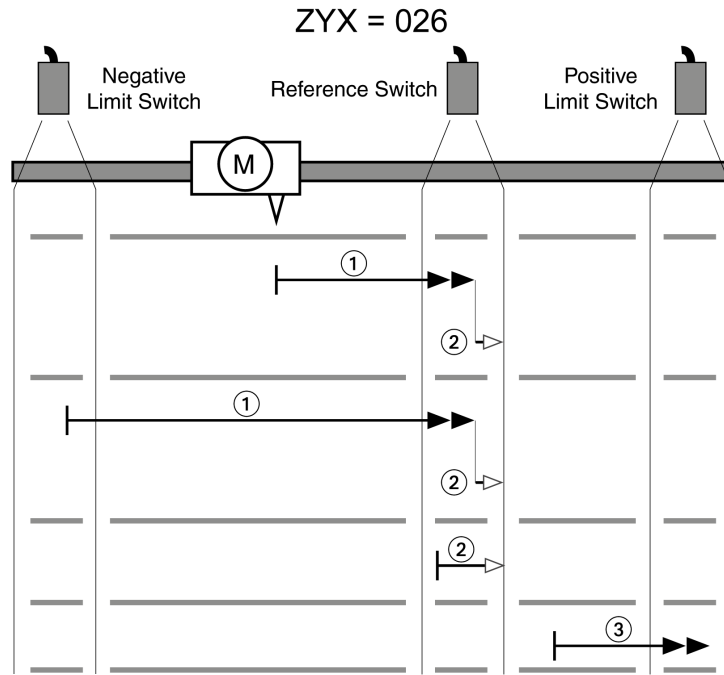 ZYX = 026
Negative
Limit Switch
Reference Switch
Positive
Limit Switch
M
1
2
1
2
2
3